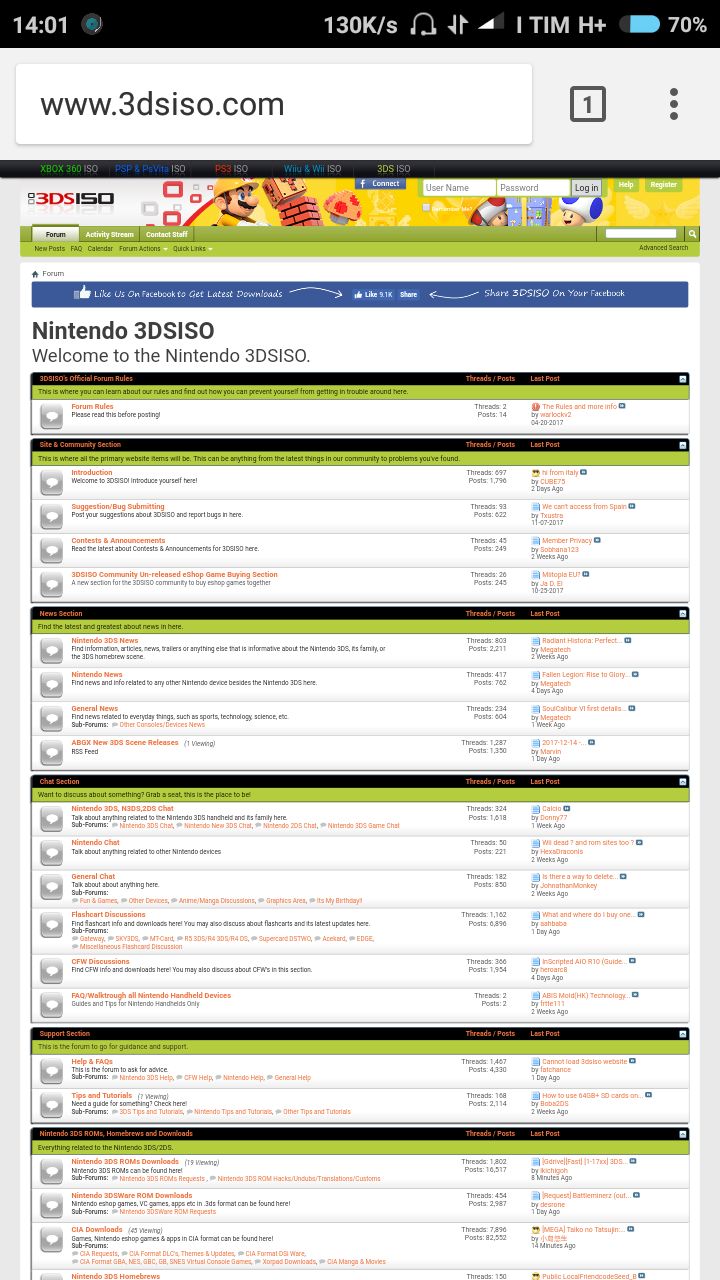 14:01 130K/s I TIM H+ 70%
www.3dsiso.com 1
XBOX 360 ISO PSP & PsVita ISO PS3 ISO Wiiu & Wii ISO 3DS ISO
3DSISO f Connect User Name Password Log in Help Register
Remember Me?
Forum Activity Stream Contact Staff
New Posts FAQ Calendar Forum Actions Quick Links Advanced Search
Forum
Like Us On Facebook to Get Latest Downloads Like 9.1K Share Share 3DSISO On Your Facebook
Nintendo 3DSISO
Welcome to the Nintendo 3DSISO.
3DSISO's Official Forum Rules Threads / Posts Last Post
This is where you can learn about our rules and find out how you can prevent yourself from getting in trouble around here.
Forum Rules Threads: 2 The Rules and more info
Please read this before posting! Posts: 14 by warlockv2
04-20-2017
Site & Community Section Threads / Posts Last Post
This is where all the primary website items will be. This can be anything from the latest things in our community to problems you've found.
Introduction Threads: 697 hi from italy
Welcome to 3DSISO! Introduce yourself here! Posts: 1,796 by CUBE75
2 Days Ago
Suggestion/Bug Submitting Threads: 93 We can't access from Spain
Post your suggestions about 3DSISO and report bugs in here. Posts: 622 by Txustra
11-07-2017
Contests & Announcements Threads: 45 Member Privacy
Read the latest about Contests & Announcements for 3DSISO here. Posts: 249 by Sobhana123
2 Weeks Ago
3DSISO Community Un-released eShop Game Buying Section Threads: 26 Miitopia EU?
A new section for the 3DSISO community to buy eshop games together Posts: 245 by Ja D. Ei
10-25-2017
News Section Threads / Posts Last Post
Find the latest and greatest about news in here.
Nintendo 3DS News Threads: 803 Radiant Historia: Perfect...
Find information, articles, news, trailers or anything else that is informative about the Nintendo 3DS, its family, or Posts: 2,211 by Megatech
the 3DS homebrew scene. 2 Weeks Ago
Nintendo News Threads: 417 Fallen Legion: Rise to Glory...
Find news and info related to any other Nintendo device besides the Nintendo 3DS here. Posts: 762 by Megatech
4 Days Ago
General News Threads: 234 SoulCalibur VI first details...
Find news related to everyday things, such as sports, technology, science, etc. Posts: 604 by Megatech
Sub-Forums: Other Consoles/Devices News 1 Week Ago
ABGX New 3DS Scene Releases (1 Viewing) Threads: 1,287 2017-12-14 -...
RSS Feed Posts: 1,350 by Marvin
1 Day Ago
Chat Section Threads / Posts Last Post
Want to discuss about something? Grab a seat, this is the place to be!
Nintendo 3DS, N3DS,2DS Chat Threads: 324 Calcio
Talk about anything related to the Nintendo 3DS handheld and its family here. Posts: 1,618 by Donny77
Sub-Forums: Nintendo 3DS Chat, Nintendo New 3DS Chat, Nintendo 2DS Chat, Nintendo 3DS Game Chat 1 Week Ago
Nintendo Chat Threads: 50 Wii dead ? and rom sites too ?
Talk about anything related to other Nintendo devices Posts: 221 by HexaDraconis
2 Weeks Ago
General Chat Threads: 182 Is there a way to delete...
Talk about about anything here. Posts: 850 by JohnathanMonkey
Sub-Forums: 2 Weeks Ago
Fun & Games, Other Devices, Anime/Manga Discussions, Graphics Area, Its My Birthday!!
Flashcart Discussions Threads: 1,162 What and where do I buy one...
Find flashcart info and downloads here! You may also discuss about flashcarts and its latest updates here. Posts: 6,896 by aahbaba
Sub-Forums: 1 Day Ago
Gateway, SKY3DS, MT-Card, R5 3DS/R4 3DS/R4 DS, Supercard DSTWO, Acekard, EDGE,
Miscellaneous Flashcard Discussion
CFW Discussions Threads: 366 InScripted AIO R10 (Guide...
Find CFW info and downloads here! You may also discuss about CFW's in this section. Posts: 1,954 by heroarc8
4 Days Ago
FAQ/Walktrough all Nintendo Handheld Devices Threads: 2 ABIS Mold(HK) Technology...
Guides and Tips for Nintendo Handhelds Only Posts: 2 by fritte111
2 Weeks Ago
Support Section Threads / Posts Last Post
This is the forum to go for guidance and support.
Help & FAQs Threads: 1,467 Cannot load 3dsiso website
This is the forum to ask for advice. Posts: 4,330 by fatchance
Sub-Forums: Nintendo 3DS Help, CFW Help, Nintendo Help, General Help 1 Day Ago
Tips and Tutorials (1 Viewing) Threads: 168 How to use 64GB+ SD cards on...
Need a guide for something? Check here! Posts: 2,114 by Boba2DS
Sub-Forums: 3DS Tips and Tutorials, Nintendo Tips and Tutorials, Other Tips and Tutorials 2 Weeks Ago
Nintendo 3DS ROMs, Homebrews and Downloads Threads / Posts Last Post
Everything related to the Nintendo 3DS/2DS.
Nintendo 3DS ROMs Downloads (19 Viewing) Threads: 1,802 [Gdrive][Fast] [1-17xx] 3DS...
Nintendo 3DS ROMs can be found here! Posts: 16,517 by ikichigoh
Sub-Forums: Nintendo 3DS ROMs Requests , Nintendo 3DS ROM Hacks/Undubs/Translations/Customs 8 Minutes Ago
Nintendo 3DSWare ROM Downloads Threads: 454 [Request] Battleminerz (out...
Nintendo eshop games, VC games, apps etc in .3ds format can be found here! Posts: 2,987 by desrone
Sub-Forums: Nintendo 3DSWare ROM Requests 1 Day Ago
CIA Downloads (45 Viewing) Threads: 7,896 [MEGA] Taiko no Tatsujin:...
Games, Nintendo eshop games & apps in CIA format can be found here! Posts: 82,552 by
Sub-Forums: 14 Minutes Ago
CIA Requests, CIA Format DLC's, Themes & Updates, CIA Format DSiWare,
CIA Format GBA, NES, GBC, GB, SNES Virtual Console Games, Xorpad Downloads, CIA Manga & Movies
Nintendo 3DS Homebrews Threads: 150 Public LocalFriendcodeSeed_B